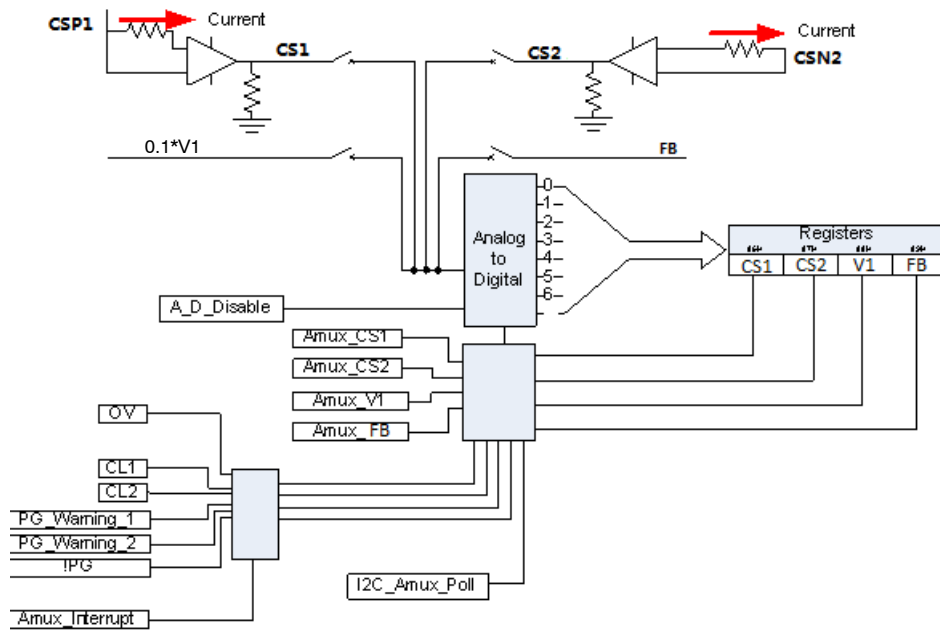 CSP1
Current
CS1
CS2
Current
CSN2
0.1*V1
FB
Analog
to
Digital
0
1
2
3
4
5
6
Registers
CS1 CS2 V1 FB
A_D_Disable
Amux_CS1
Amux_CS2
Amux_V1
Amux_FB
OV
CL1
CL2
PG_Warning_1
PG_Warning_2
!PG
I2C_Amux_Poll
Amux_Interrupt